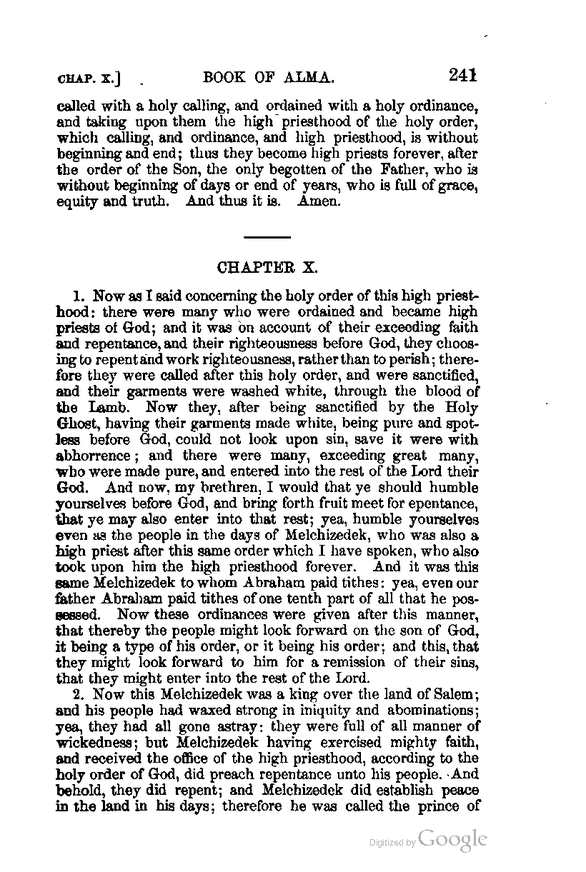 CHAP. X.] BOOK OF ALMA. 241
called with a holy calling, and ordained with a holy ordinance,
and taking upon them the high priesthood of the holy order,
which calling, and ordinance, and high priesthood, is without
beginning and end; thus they become high priests forever, after
the order of the Son, the only begotten of the Father, who is
without beginning of days or end of years, who is full of grace,
equity and truth. And thus it is. Amen.
CHAPTER X.
1. Now as I said concerning the holy order of this high priest-
hood: there were many who were ordained and became high
priests of God; and it was on account of their exceeding faith
and repentance, and their righteousness before God, they choos-
ing to repent and work righteousness, rather than to perish; there-
fore they were called after this holy order, and were sanctified,
and their garments were washed white, through the blood of
the Lamb. Now they, after being sanctified by the Holy
Ghost, having their garments made white, being pure and spot-
less before God, could not look upon sin, save it were with
abhorrence; and there were many, exceeding great many,
who were made pure, and entered into the rest of the Lord their
God. And now, my brethren, I would that ye should humble
yourselves before God, and bring forth fruit meet for epentance,
that ye may also enter into that rest; yea, humble yourselves
even as the people in the days of Melchizedek, who was also a
high priest after this same order which I have spoken, who also
took upon him the high priesthood forever. And it was this
same Melchizedek to whom Abraham paid tithes: yea, even our
father Abraham paid tithes of one tenth part of all that he pos-
sessed. Now these ordinances were given after this manner,
that thereby the people might look forward on the son of God,
it being a type of his order, or it being his order; and this, that
they might look forward to him for a remission of their sins,
that they might enter into the rest of the Lord.
2. Now this Melchizedek was a king over the land of Salem;
and his people had waxed strong in iniquity and abominations;
yea, they had all gone astray: they were full of all manner of
wickedness; but Melchizedek having exercised mighty faith,
and received the office of the high priesthood, according to the
holy order of God, did preach repentance unto his people. And
behold, they did repent; and Melchizedek did establish peace
in the land in his days; therefore he was called the prince of
Digitized by Google